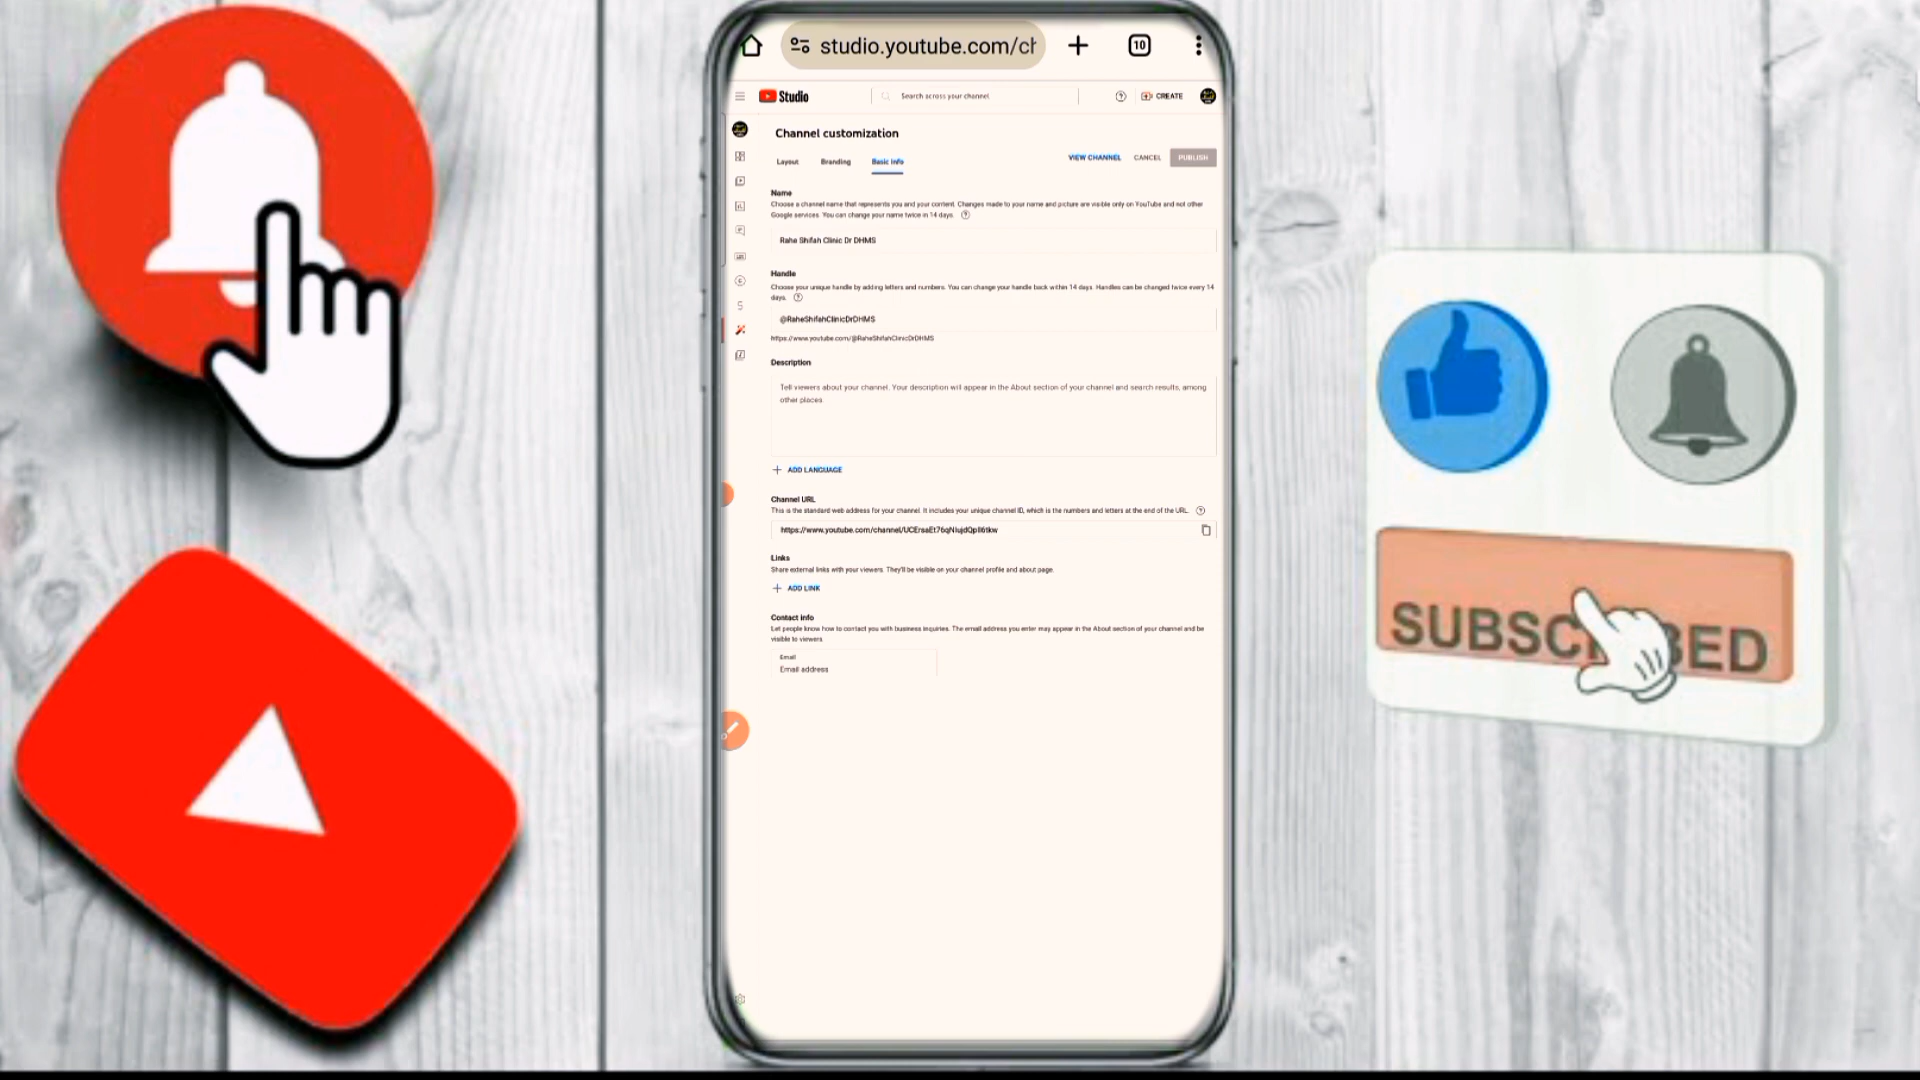 studio.youtube.com/ch
10
Studio
Search across your channel
CREATE
Channel customization
Layout
Branding
Basic info
VIEW CHANNEL
CANCEL
PUBLISH
Name
Choose a channel name that represents you and your content. Changes made to your name and picture are visible only on YouTube and not other
Google services. You can change your name twice in 14 days.
Rahe Shifah Clinic Dr DHMS
Handle
Choose your unique handle by adding letters and numbers. You can change your handle back within 14 days. Handles can be changed twice every 14
days.
@RaheShifahClinicDrDHMS
https://www.youtube.com/@RaheShifahClinicDrDHMS
Description
Tell viewers about your channel. Your description will appear in the About section of your channel and search results, among
other places.
ADD LANGUAGE
Channel URL
This is the standard web address for your channel. It includes your unique channel ID, which is the numbers and letters at the end of the URL.
Links
Share external links with your viewers. They'll be visible on your channel profile and about page.
ADD LINK
Contact info
Let people know how to contact you with business inquiries. The email address you enter may appear in the About section of your channel and be
visible to viewers.
Email
Email address
SUBSCRIBED